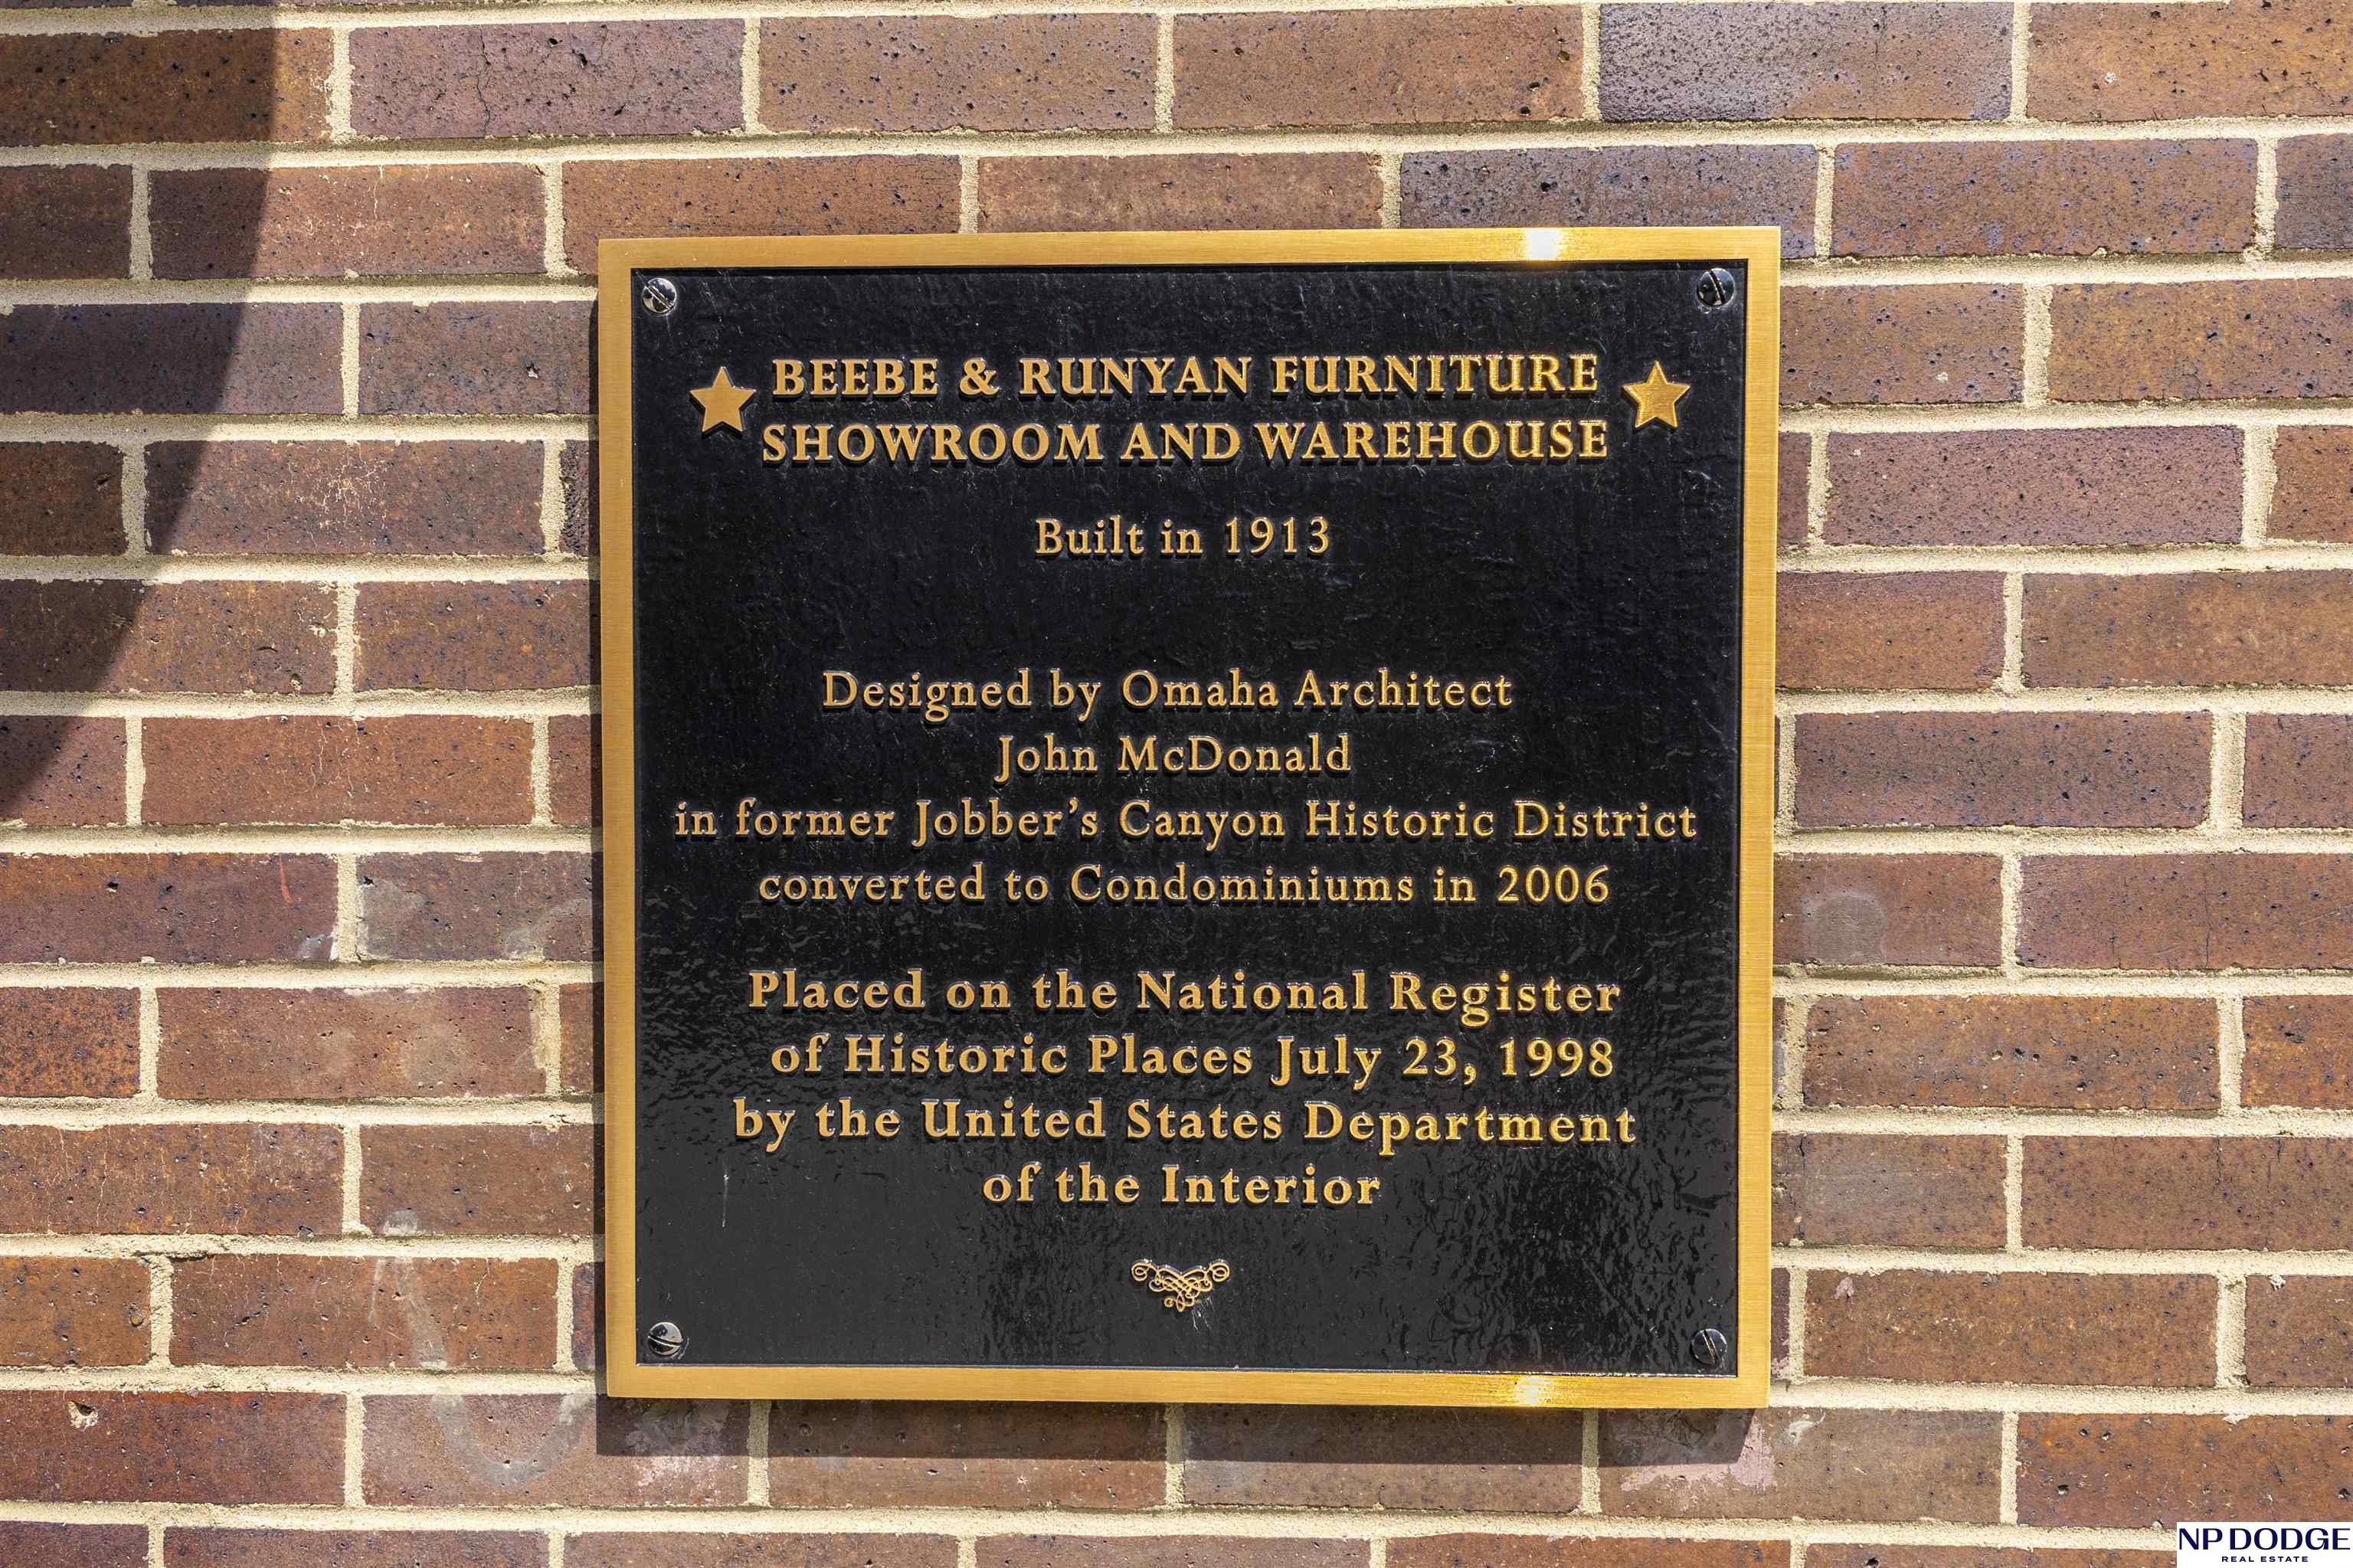 BEEBE & RUNYAN FURNITURE
SHOWROOM AND WAREHOUSE
Built in 1913
Designed by Omaha Architect
John McDonald
in former Jobber's Canyon Historic District
converted to Condominiums in 2006
Placed on the National Register
of Historic Places July 23, 1998
by the United States Department
of the Interior
NP DODGE
REAL ESTATE